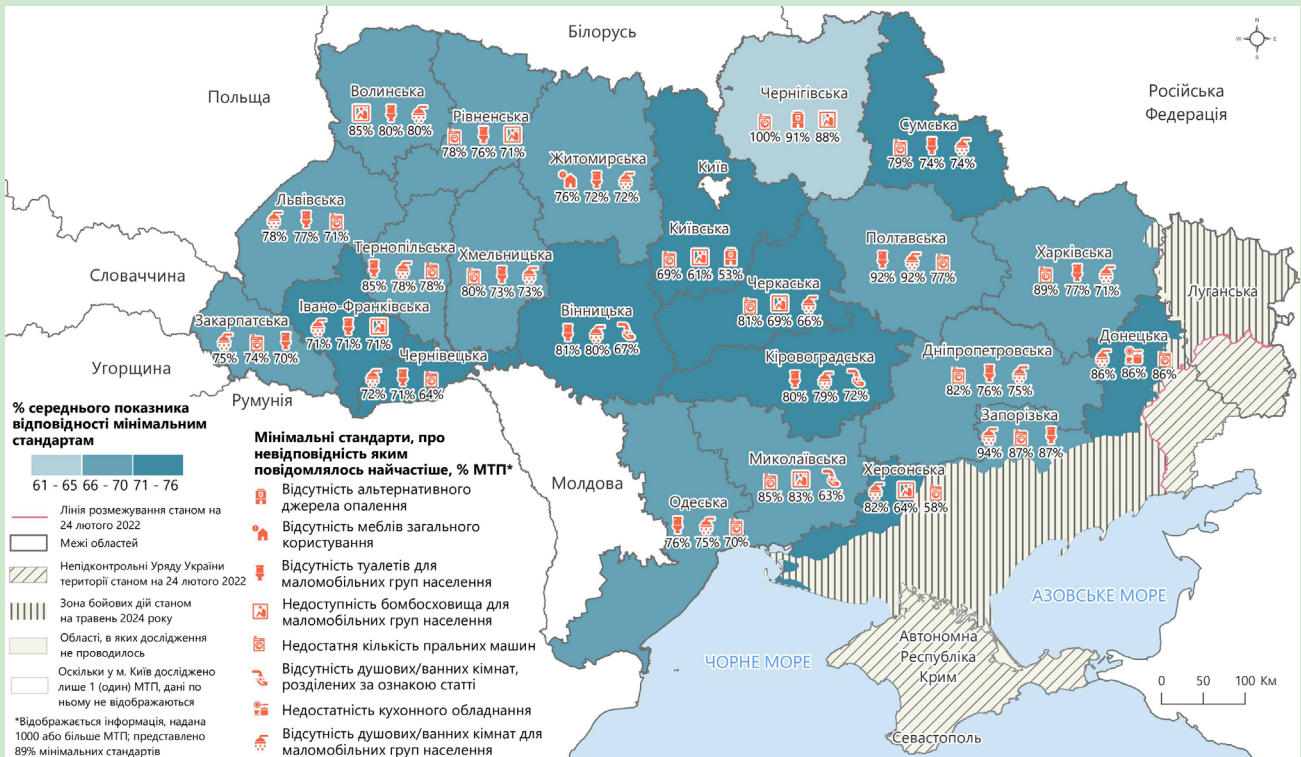 Білорусь
Польща
Російська
Федерація
Словаччина
Угорщина
Румунія
Молдова
Волинська
85% 80% 80%
Рівненська
78% 76% 71%
Житомирська
76% 72% 72%
Київ
Київська
69% 61% 53%
Чернігівська
100% 91% 88%
Сумська
79% 74% 74%
Львівська
78% 77% 71%
Тернопільська
85% 78% 78%
Хмельницька
80% 73% 73%
Полтавська
92% 92% 77%
Харківська
89% 77% 71%
Луганська
Черкаська
81% 69% 66%
Закарпатська
75% 74% 70%
Івано-Франківська
71% 71% 71%
Чернівецька
72% 71% 64%
Вінницька
81% 80% 67%
Кіровоградська
80% 79% 72%
Дніпропетровська
82% 76% 75%
Донецька
86% 86% 86%
Запорізька
94% 87% 87%
Миколаївська
85% 83% 63%
Херсонська
82% 64% 58%
Одеська
76% 75% 70%
АЗОВСЬКЕ МОРЕ
ЧОРНЕ МОРЕ
Автономна
Республіка
Крим
Севастополь
N
W E
S
0 50 100 Км
% середнього показника
відповідності мінімальним
стандартам
61 - 65 66 - 70 71 - 76
Лінія розмежування станом на
24 лютого 2022
Межі областей
Непідконтрольні Уряду України
території станом на 24 лютого 2022
Зона бойових дій станом
на травень 2024 року
Області, в яких дослідження
не проводилось
Оскільки у м. Київ досліджено
лише 1 (один) МТП, дані по
ньому не відображаються
*Відображається інформація, надана
1000 або більше МТП; представлено
89% мінімальних стандартів
Мінімальні стандарти, про
невідповідність яким
повідомлялось найчастіше, % МТП*
Відсутність альтернативного
джерела опалення
Відсутність меблів загального
користування
Відсутність туалетів для
маломобільних груп населення
Недоступність бомбосховища для
маломобільних груп населення
Недостатня кількість пральних машин
Відсутність душових/ванних кімнат,
розділених за ознакою статті
Недостатність кухонного обладнання
Відсутність душових/ванних кімнат для
маломобільних груп населення